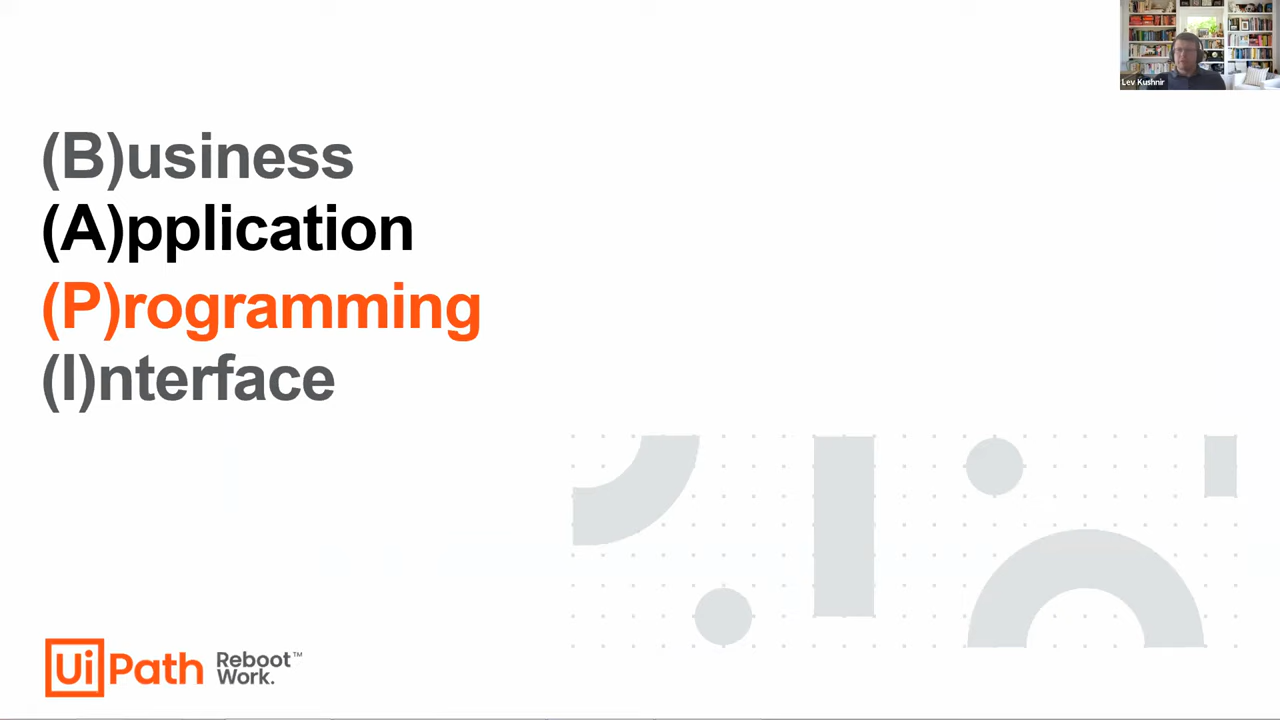 Lev Kushnir
(B)usiness
(A)pplication
(P)rogramming
(I)nterface
UiPath Reboot™
Work.